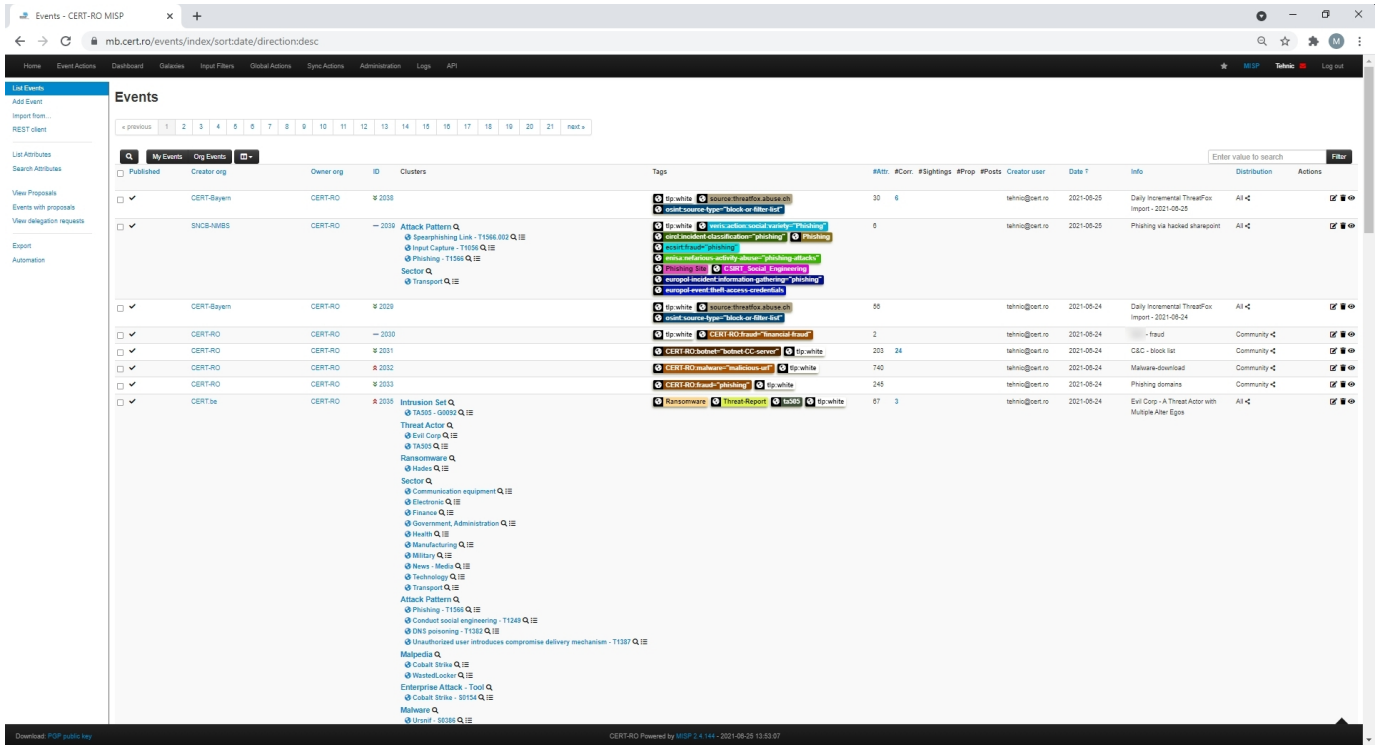 Events - CERT-RO MISP
mb.cert.ro/events/index/sort:date/direction:desc
M
Home Event Actions Dashboard Galaxies Input Filters Global Actions Sync Actions Administration Logs API MISP Tehnic Log out
List Events
Add Event
Import from...
REST client
List Attributes
Search Attributes
View Proposals
Events with proposals
View delegation requests
Export
Automation
Events
« previous 1 2 3 4 5 6 7 8 9 10 11 12 13 14 15 16 17 18 19 20 21 next »
My Events Org Events Enter value to search Filter
Published Creator org Owner org ID Clusters Tags #Attr. #Corr. #Sightings #Prop #Posts Creator user Date Info Distribution Actions
CERT-Bayern CERT-RO 2038 tlp:white source:threatfox.abuse.ch 30 6 tehnic@cert.ro 2021-06-25 Daily Incremental ThreatFox All
osint:source-type="block-or-filter-list" Import - 2021-06-25
SNCB-NMBS CERT-RO 2039 Attack Pattern tlp:white veris:action:social:variety="Phishing" 6 tehnic@cert.ro 2021-06-25 Phishing via hacked sharepoint All
Spearphishing Link - T1566.002 circl:incident-classification="phishing" Phishing
Input Capture - T1056 ecsirt:fraud="phishing"
Phishing - T1566 enisa:nefarious-activity-abuse="phishing-attacks"
Sector Phishing Site CSIRT_Social_Engineering
Transport europol-incident:information-gathering="phishing"
europol-event:theft-access-credentials
CERT-Bayern CERT-RO 2029 tlp:white source:threatfox.abuse.ch 56 tehnic@cert.ro 2021-06-24 Daily Incremental ThreatFox All
osint:source-type="block-or-filter-list" Import - 2021-06-24
CERT-RO CERT-RO 2030 tlp:white CERT-RO:fraud="financial-fraud" 2 tehnic@cert.ro 2021-06-24 - fraud Community
CERT-RO CERT-RO 2031 CERT-RO:botnet="botnet-CC-server" tlp:white 203 24 tehnic@cert.ro 2021-06-24 C&C - block list Community
CERT-RO CERT-RO 2032 CERT-RO:malware="malicious-url" tlp:white 740 tehnic@cert.ro 2021-06-24 Malware-download Community
CERT-RO CERT-RO 2033 CERT-RO:fraud="phishing" tlp:white 245 tehnic@cert.ro 2021-06-24 Phishing domains Community
CERT.be CERT-RO 2035 Intrusion Set Ransomware Threat-Report ta505 tlp:white 67 3 tehnic@cert.ro 2021-06-24 Evil Corp - A Threat Actor with All
TA505 - G0092 Multiple Alter Egos
Threat Actor
Evil Corp
TA505
Ransomware
Hades
Sector
Communication equipment
Electronic
Finance
Government, Administration
Health
Manufacturing
Military
News - Media
Technology
Transport
Attack Pattern
Phishing - T1566
Conduct social engineering - T1249
DNS poisoning - T1382
Unauthorized user introduces compromise delivery mechanism - T1387
Malpedia
Cobalt Strike
WastedLocker
Enterprise Attack - Tool
Cobalt Strike - S0154
Malware
Ursnif - S0386
Download: PGP public key CERT-RO Powered by MISP 2.4.144 - 2021-06-25 13:53:07